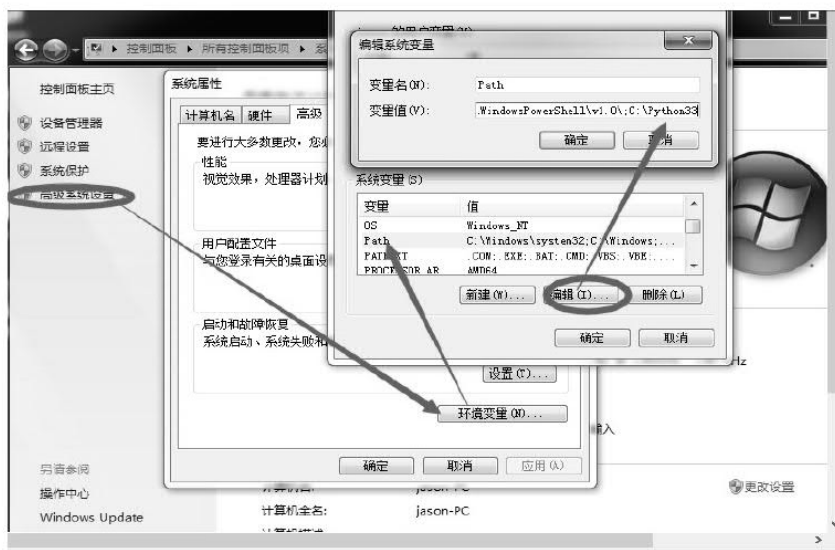 控制面板 ▸ 所有控制面板项 ▸
控制面板主页
设备管理器
远程设置
系统保护
高级系统设置
另请参阅
操作中心
Windows Update
系统属性
计算机名 硬件 高级
要进行大多数更改,您必
性能
视觉效果,处理器计划
用户配置文件
与您登录有关的桌面设
启动和故障恢复
系统启动、系统失败和
设置(T)...
环境变量(N)...
确定 取消 应用(A)
的用户变量
编辑系统变量
变量名(N): Path
变量值(V): .WindowsPowerShell\v1.0\;C:\Python33
确定 取消
系统变量(S)
变量 值
OS Windows_NT
Path C:\Windows\system32;C:\Windows;...
PATHEXT .COM;.EXE;.BAT;.CMD;.VBS;.VBE;...
PROCESSOR_AR AMD64
新建(W)... 编辑(I)... 删除(L)
确定 取消
Hz
输入
更改设置
jason-PC
计算机全名: jason-PC